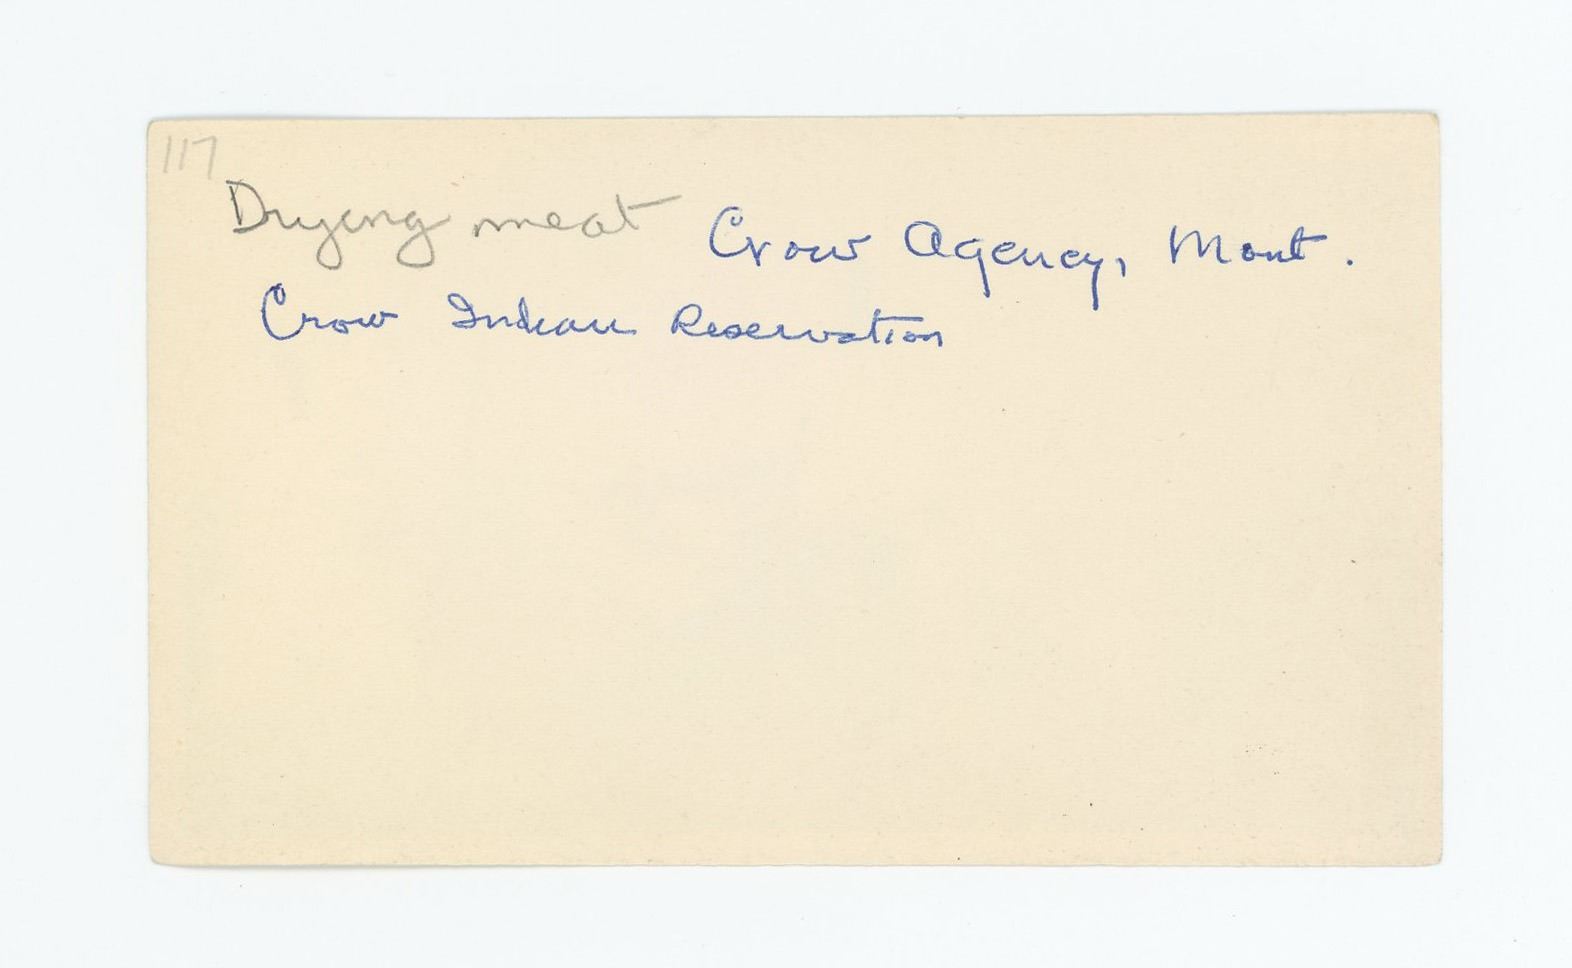 117
Drying meat Crow Agency, Mont.
Crow Indian Reservation